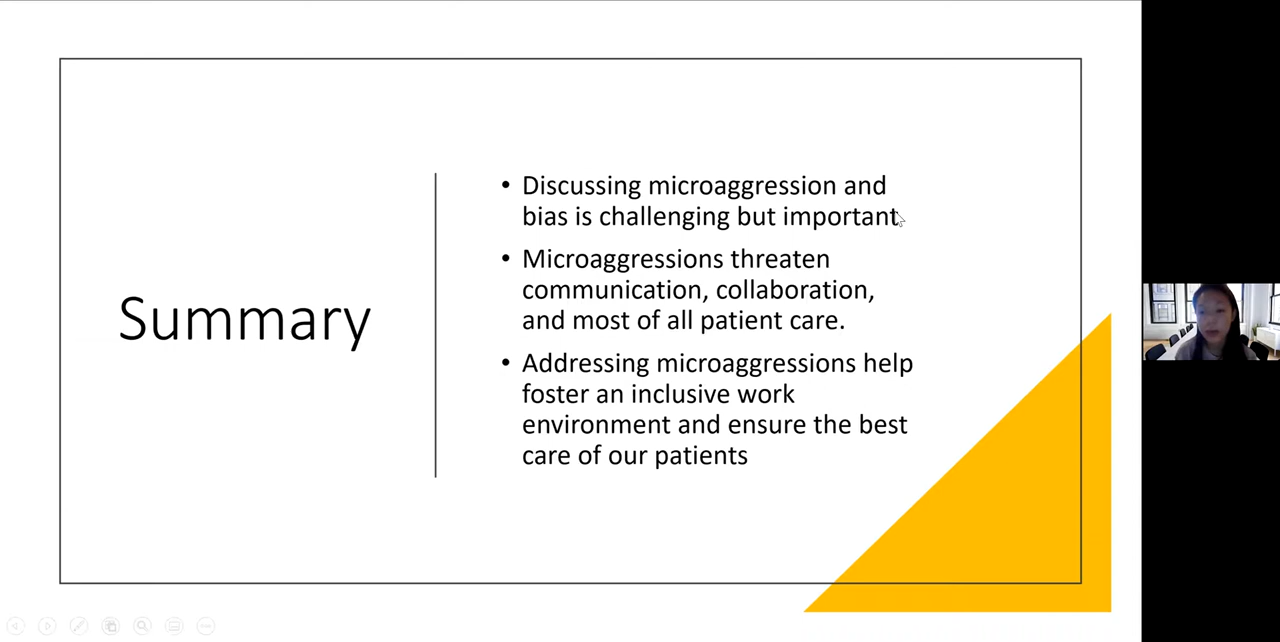 Summary
• Discussing microaggression and
bias is challenging but important.
• Microaggressions threaten
communication, collaboration,
and most of all patient care.
• Addressing microaggressions help
foster an inclusive work
environment and ensure the best
care of our patients